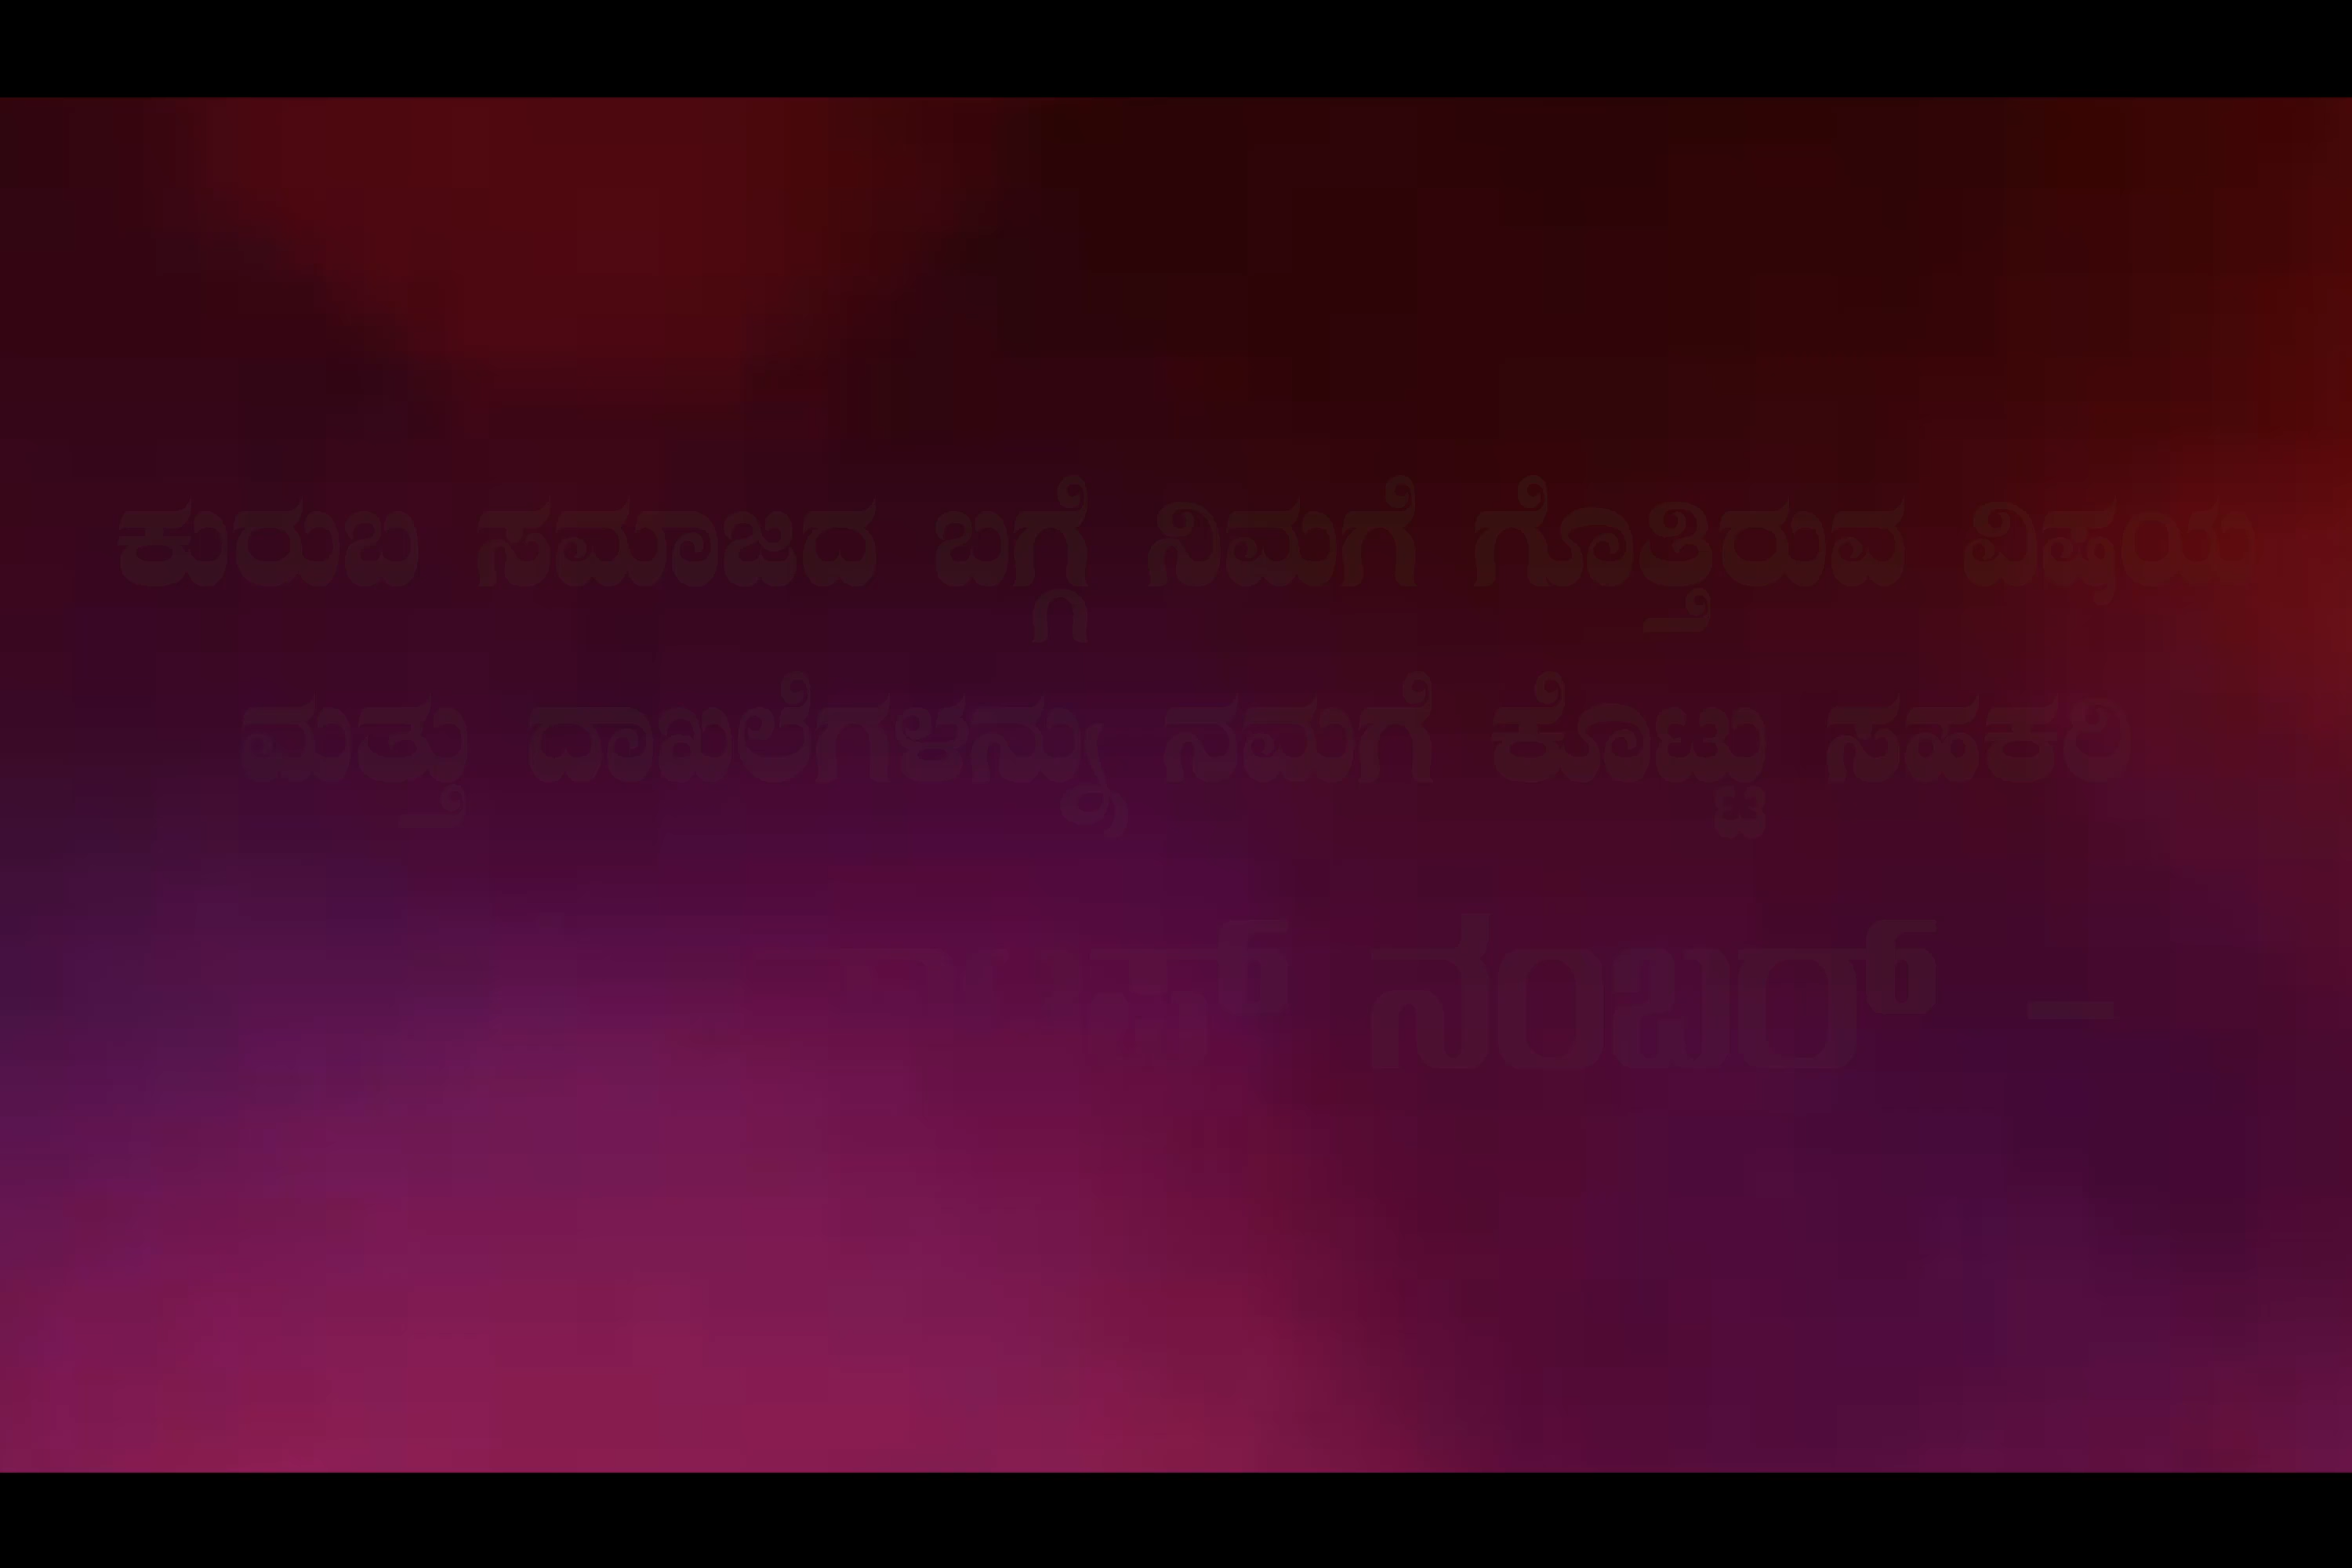 ಕುರುಬ ಸಮಾಜದ ಬಗ್ಗೆ ನಿಮಗೆ ಗೊತ್ತಿರುವ ವಿಷಯ
ಮತ್ತು ದಾಖಲೆಗಳನ್ನು ನಮಗೆ ಕೊಟ್ಟು ಸಹಕರಿ
ನಂಬರ್ –